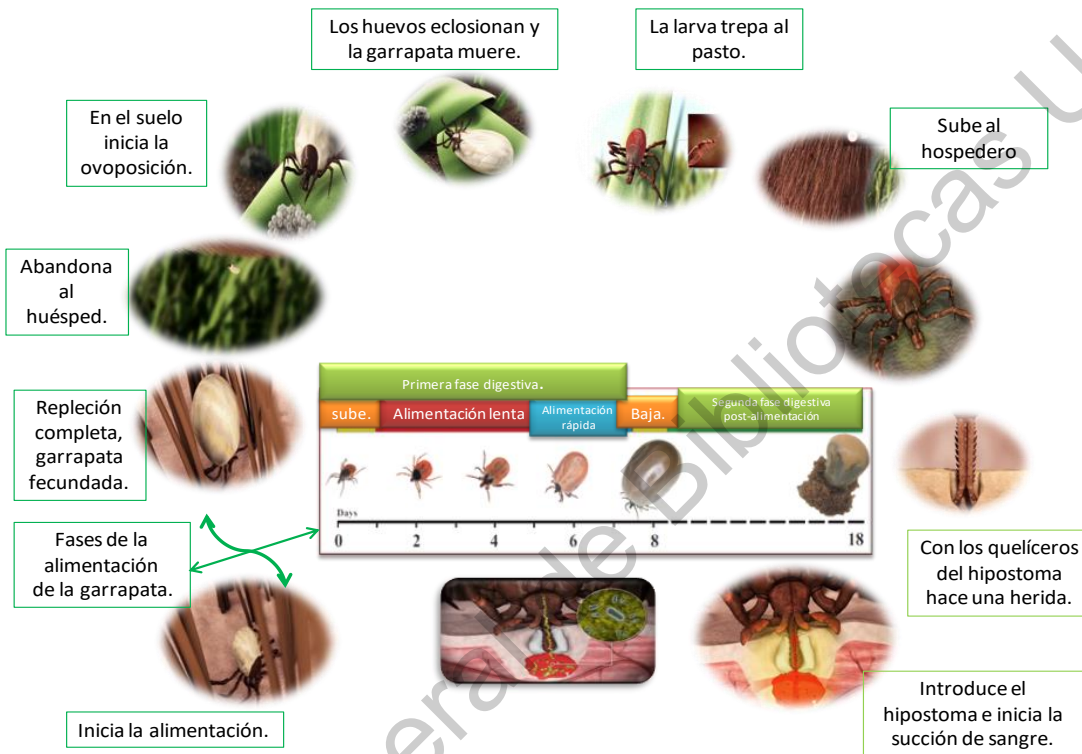 Los huevos eclosionan y
la garrapata muere.
La larva trepa al
pasto.
En el suelo
inicia la
ovoposición.
Sube al
hospedero
Abandona
al
huésped.
Primera fase digestiva.
sube.
Alimentación lenta
Alimentación
rápida
Baja.
Segunda fase digestiva
post-alimentación
Repleción
completa,
garrapata
fecundada.
Days
0 2 4 6 8 18
Fases de la
alimentación
de la garrapata.
Con los quelíceros
del hipostoma
hace una herida.
Inicia la alimentación.
Introduce el
hipostoma e inicia la
succión de sangre.
de Bibliotecas U